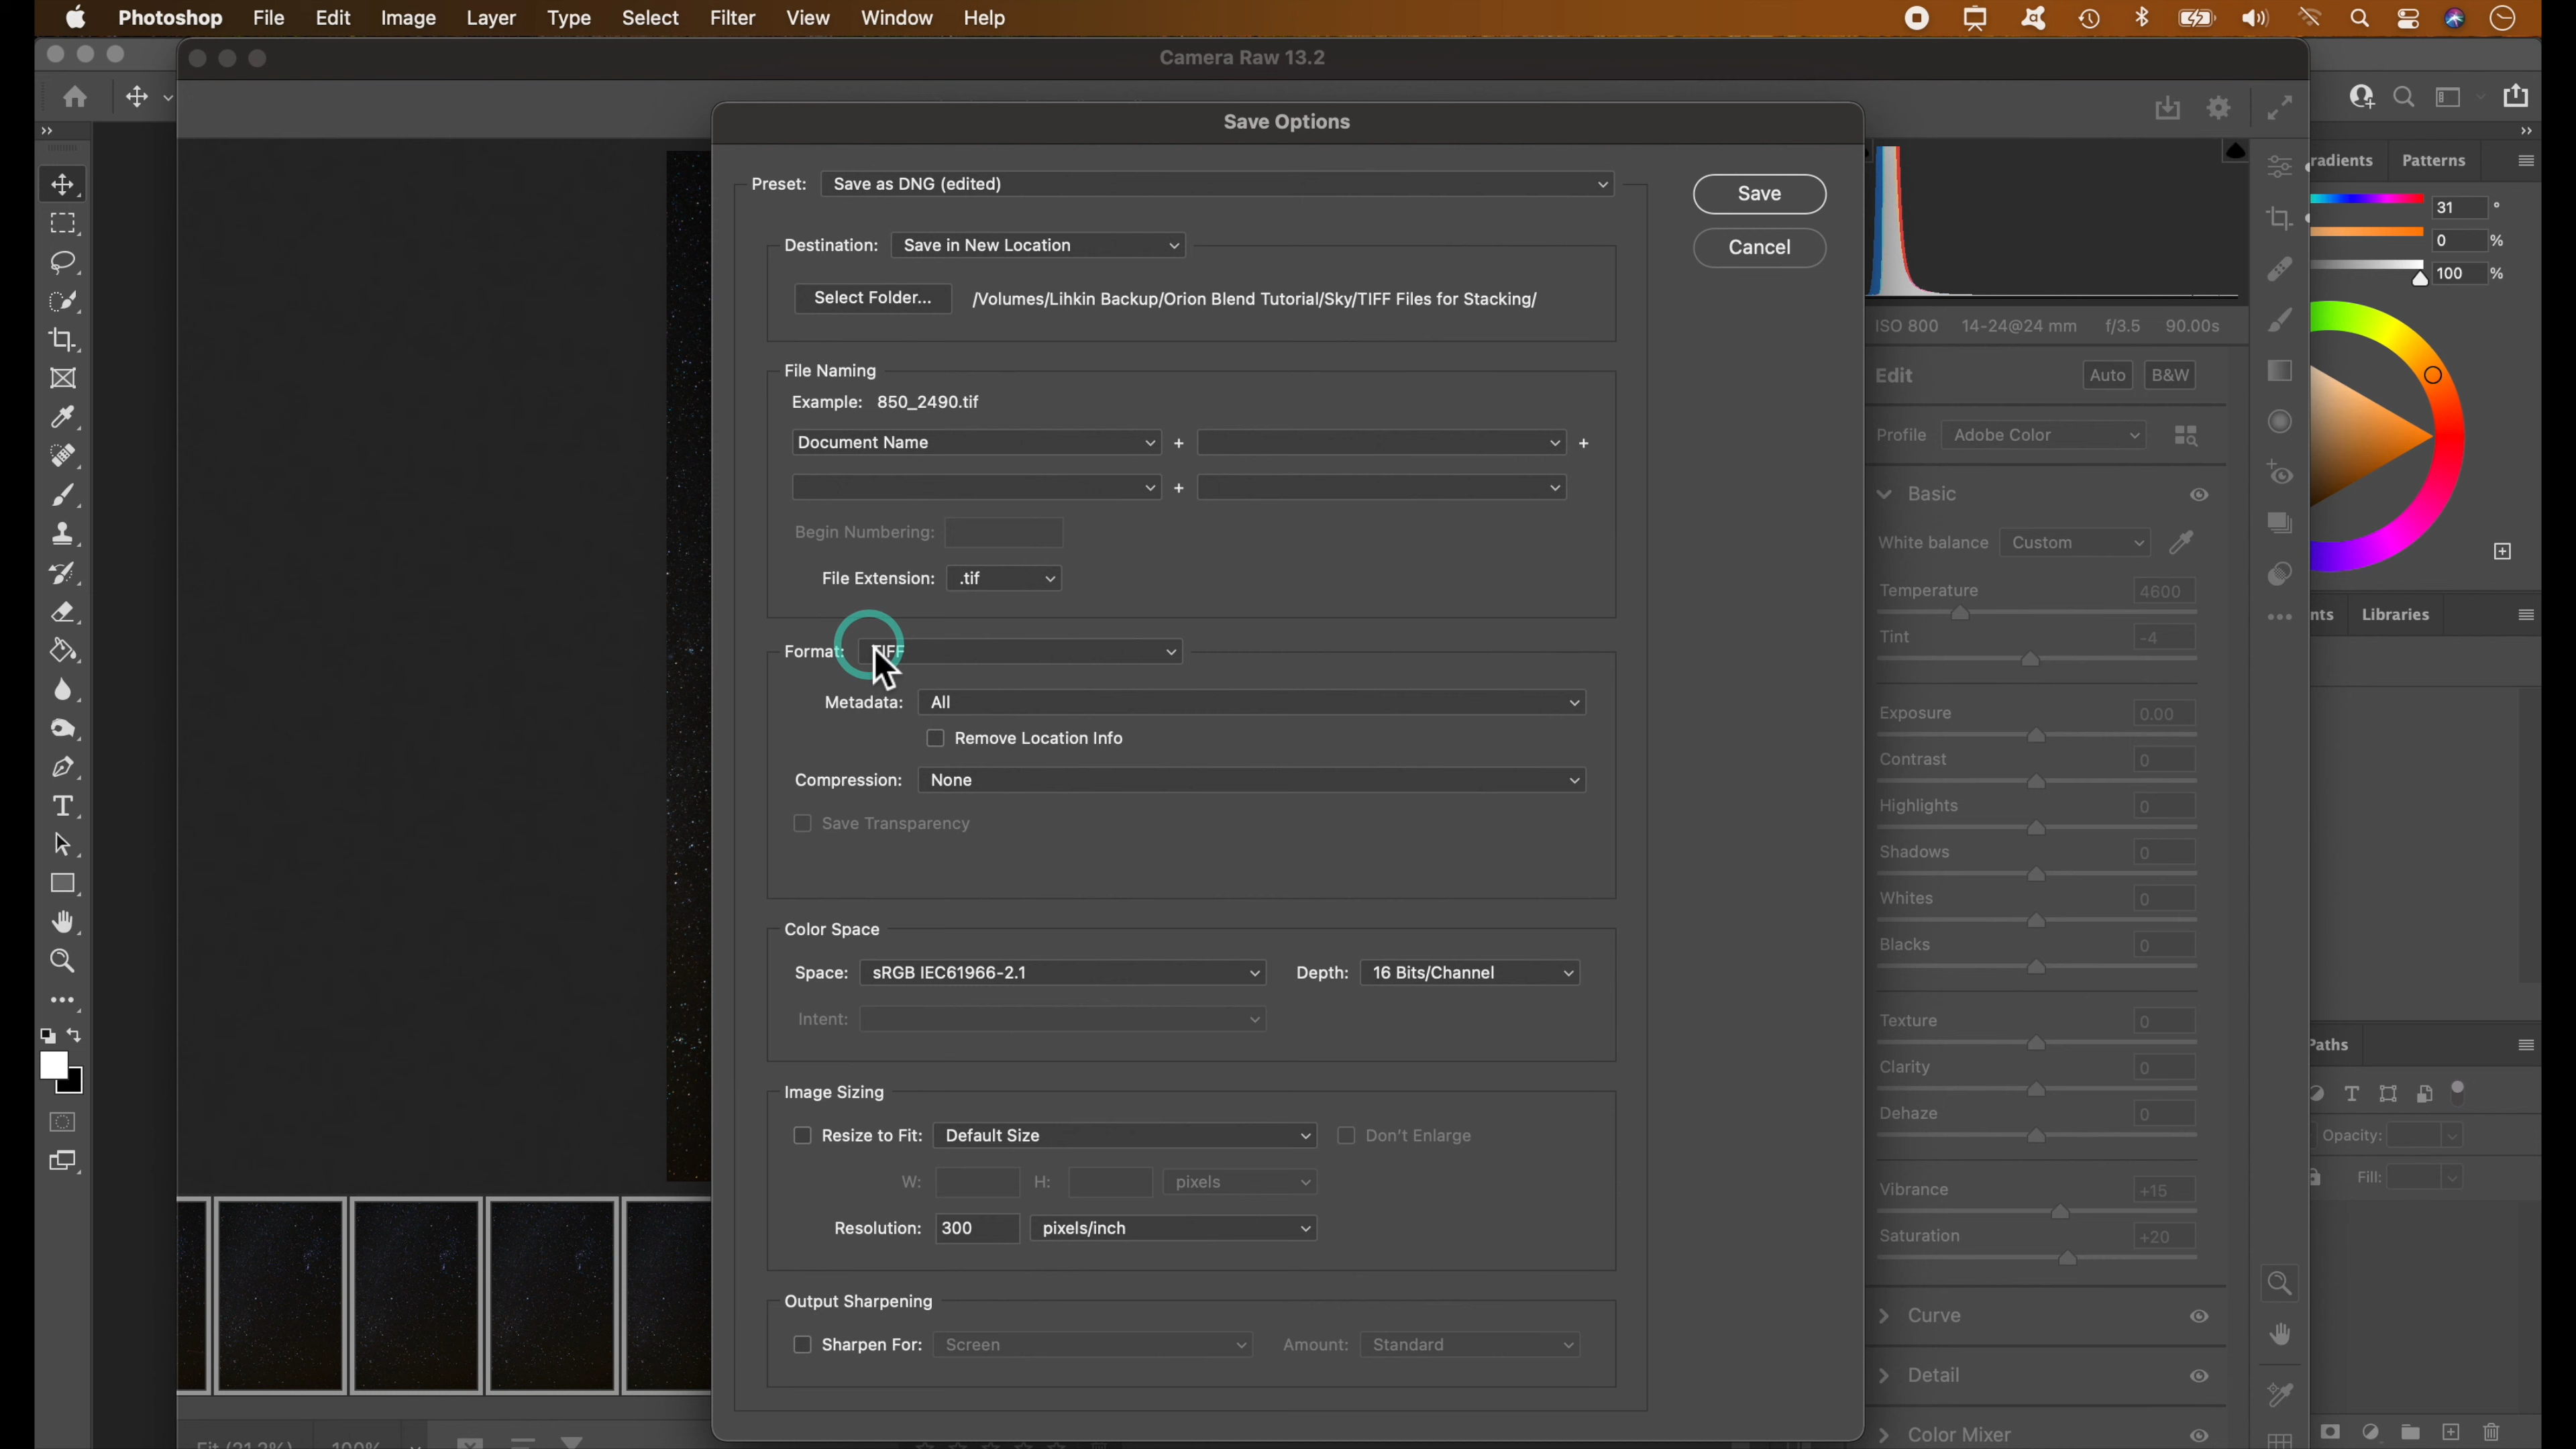 Photoshop File Edit Image Layer Type Select Filter View Window Help
Camera Raw 13.2
Save Options
Preset: Save as DNG (edited)
Save
Cancel
Destination: Save in New Location
Select Folder... /Volumes/Lihkin Backup/Orion Blend Tutorial/Sky/TIFF Files for Stacking/
File Naming
Example: 850_2490.tif
Document Name + +
+
Begin Numbering:
File Extension: .tif
Format: TIFF
Metadata: All
Remove Location Info
Compression: None
Save Transparency
Color Space
Space: sRGB IEC61966-2.1 Depth: 16 Bits/Channel
Intent:
Image Sizing
Resize to Fit: Default Size Don't Enlarge
W: H: pixels
Resolution: 300 pixels/inch
Output Sharpening
Sharpen For: Screen Amount: Standard
ISO 800 14-24@24 mm f/3.5 90.00s
Edit Auto B&W
Profile Adobe Color
Basic
White balance Custom
Temperature 4600
Tint -4
Exposure 0.00
Contrast 0
Highlights 0
Shadows 0
Whites 0
Blacks 0
Texture 0
Clarity 0
Dehaze 0
Vibrance +15
Saturation +20
Curve
Detail
Color Mixer
radients Patterns
31 °
0 %
100 %
nts Libraries
Paths
Opacity:
Fill: